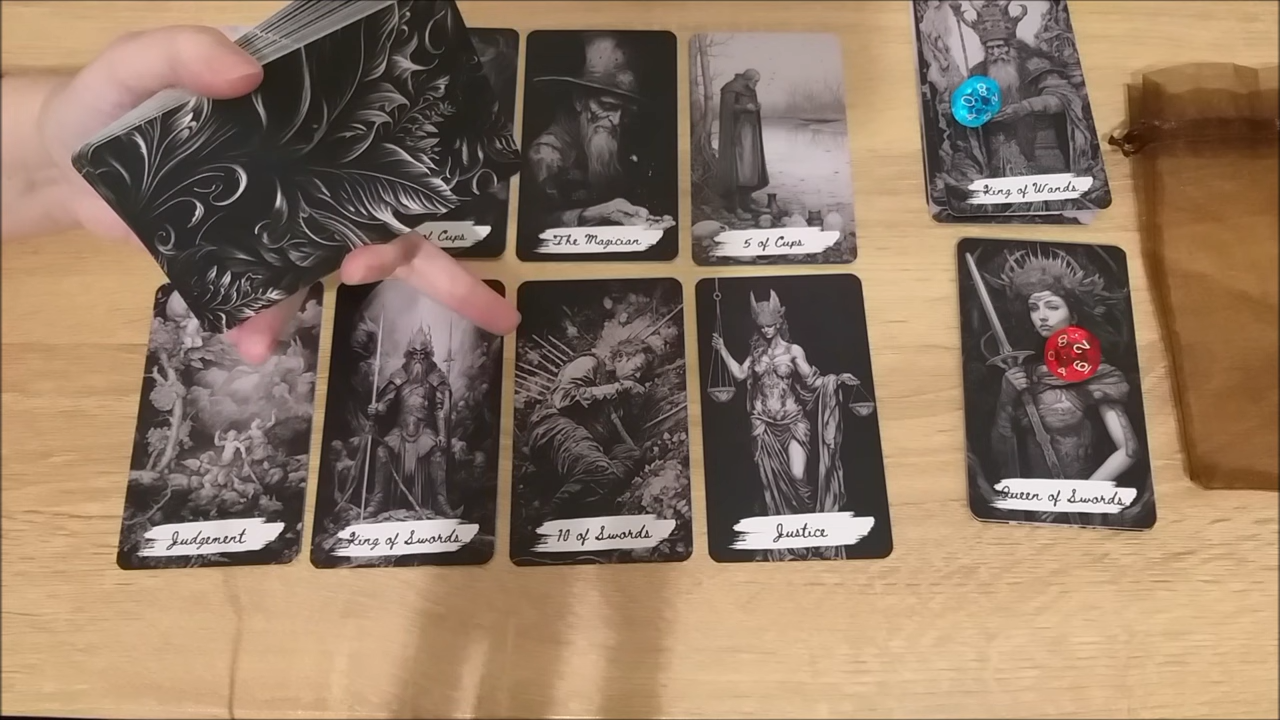 of Cups
The Magician
5 of Cups
King of Wands
Judgement
King of Swords
10 of Swords
Justice
Queen of Swords